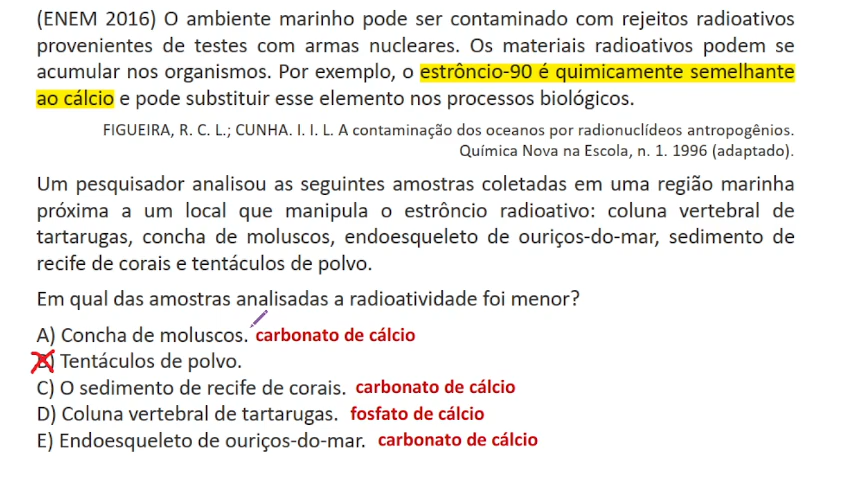 (ENEM 2016) O ambiente marinho pode ser contaminado com rejeitos radioativos
provenientes de testes com armas nucleares. Os materiais radioativos podem se
acumular nos organismos. Por exemplo, o estrôncio-90 é quimicamente semelhante
ao cálcio e pode substituir esse elemento nos processos biológicos.
FIGUEIRA, R. C. L.; CUNHA. I. I. L. A contaminação dos oceanos por radionuclídeos antropogênios.
Química Nova na Escola, n. 1. 1996 (adaptado).
Um pesquisador analisou as seguintes amostras coletadas em uma região marinha
próxima a um local que manipula o estrôncio radioativo: coluna vertebral de
tartarugas, concha de moluscos, endoesqueleto de ouriços-do-mar, sedimento de
recife de corais e tentáculos de polvo.
Em qual das amostras analisadas a radioatividade foi menor?
A) Concha de moluscos. carbonato de cálcio
B) Tentáculos de polvo.
C) O sedimento de recife de corais. carbonato de cálcio
D) Coluna vertebral de tartarugas. fosfato de cálcio
E) Endoesqueleto de ouriços-do-mar. carbonato de cálcio